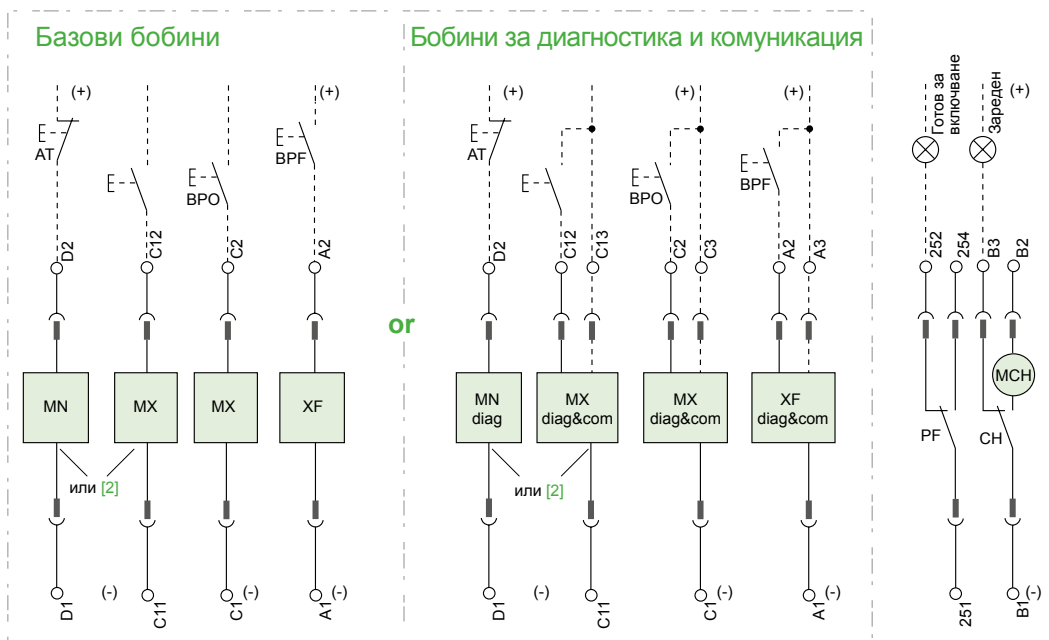 Базови бобини
Бобини за диагностика и комуникация
(+)
(+)
(+)
(+)
(+)
(+)
Готов за
включване
Зареден
AT
BPO
BPF
AT
BPO
BPF
D2
C12
C2
A2
D2
C12
C13
C2
C3
A2
A3
252
254
B3
B2
or
MN
MX
MX
XF
MN
diag
MX
diag&com
MX
diag&com
XF
diag&com
MCH
PF
CH
или [2]
или [2]
D1
(-)
C11
C1
(-)
A1
(-)
D1
(-)
C11
C1
(-)
A1
(-)
251
B1
(-)